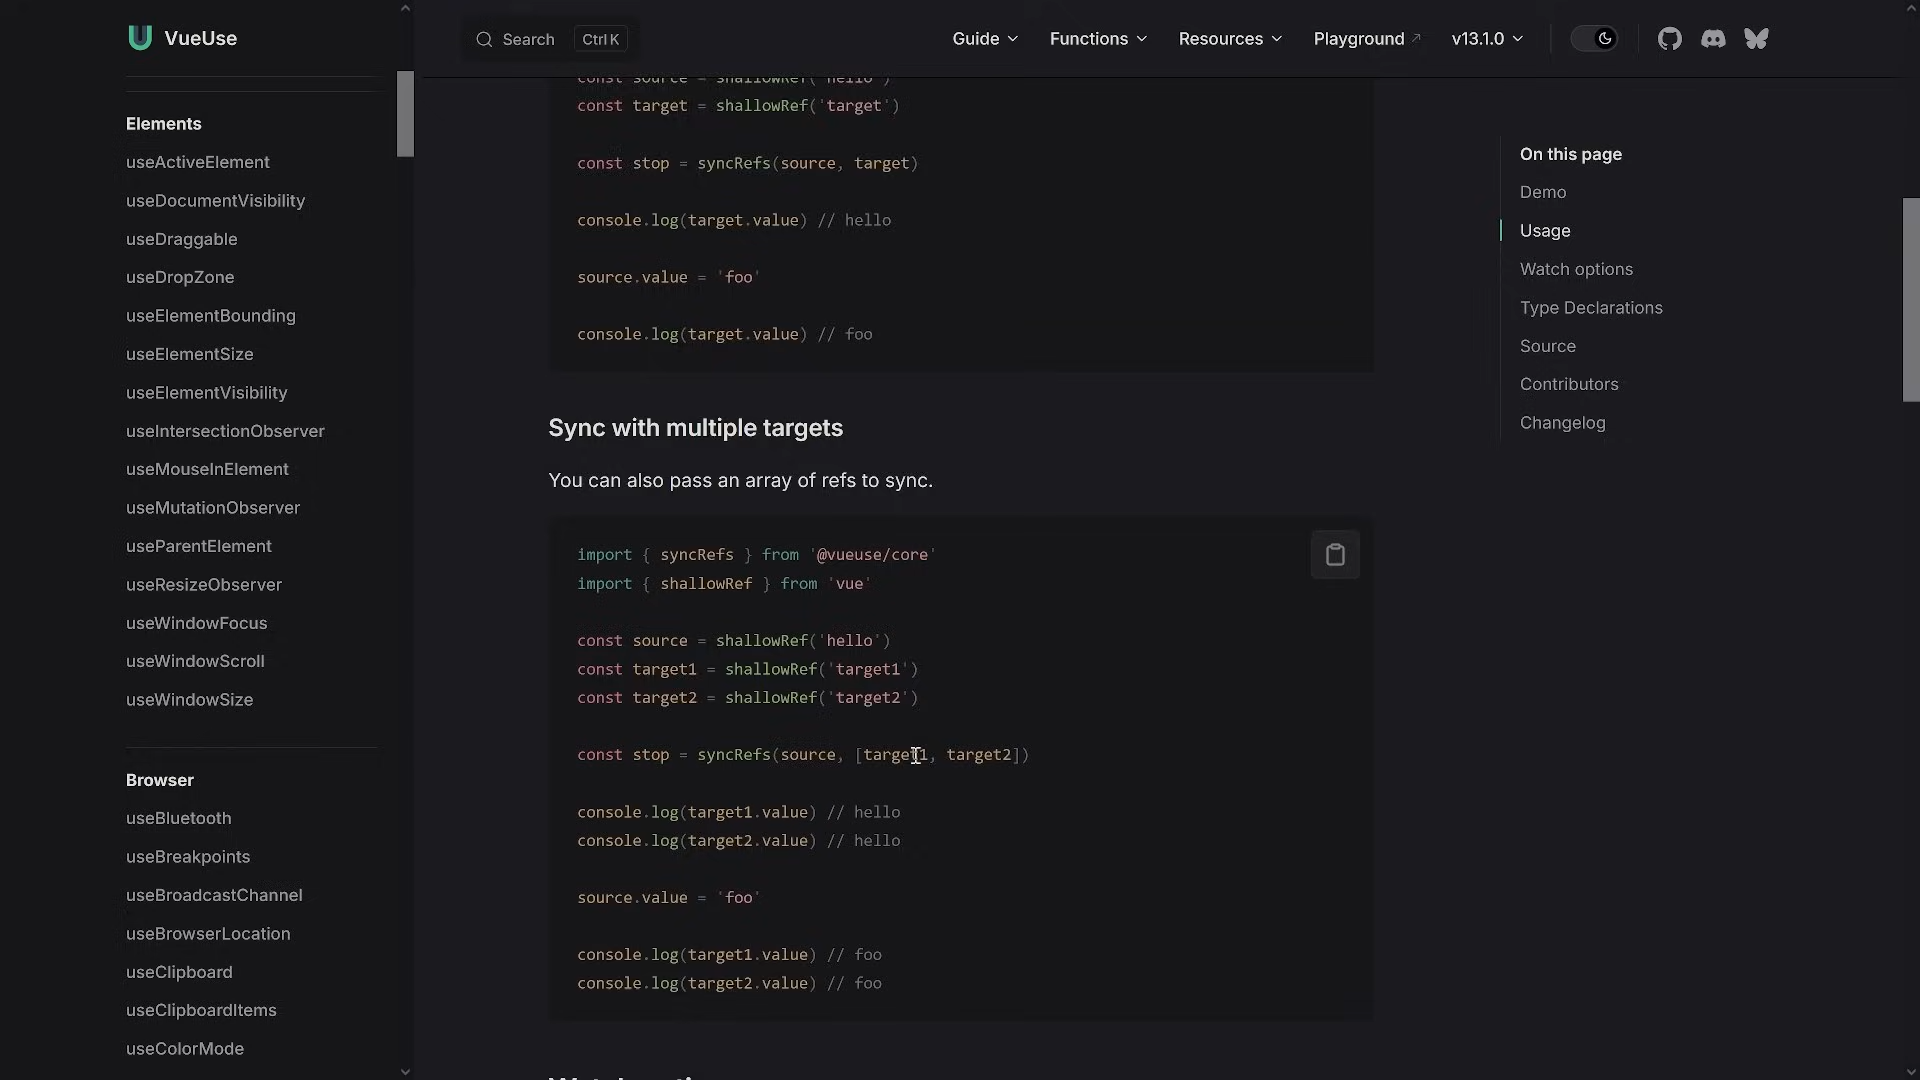 VueUse
Search Ctrl K
Guide
Functions
Resources
Playground
v13.1.0
Elements
useActiveElement
useDocumentVisibility
useDraggable
useDropZone
useElementBounding
useElementSize
useElementVisibility
useIntersectionObserver
useMouseInElement
useMutationObserver
useParentElement
useResizeObserver
useWindowFocus
useWindowScroll
useWindowSize
Browser
useBluetooth
useBreakpoints
useBroadcastChannel
useBrowserLocation
useClipboard
useClipboardItems
useColorMode
const source = shallowRef('hello')
const target = shallowRef('target')
const stop = syncRefs(source, target)
console.log(target.value) // hello
source.value = 'foo'
console.log(target.value) // foo
Sync with multiple targets
You can also pass an array of refs to sync.
import { syncRefs } from '@vueuse/core'
import { shallowRef } from 'vue'
const source = shallowRef('hello')
const target1 = shallowRef('target1')
const target2 = shallowRef('target2')
const stop = syncRefs(source, [target1, target2])
console.log(target1.value) // hello
console.log(target2.value) // hello
source.value = 'foo'
console.log(target1.value) // foo
console.log(target2.value) // foo
On this page
Demo
Usage
Watch options
Type Declarations
Source
Contributors
Changelog